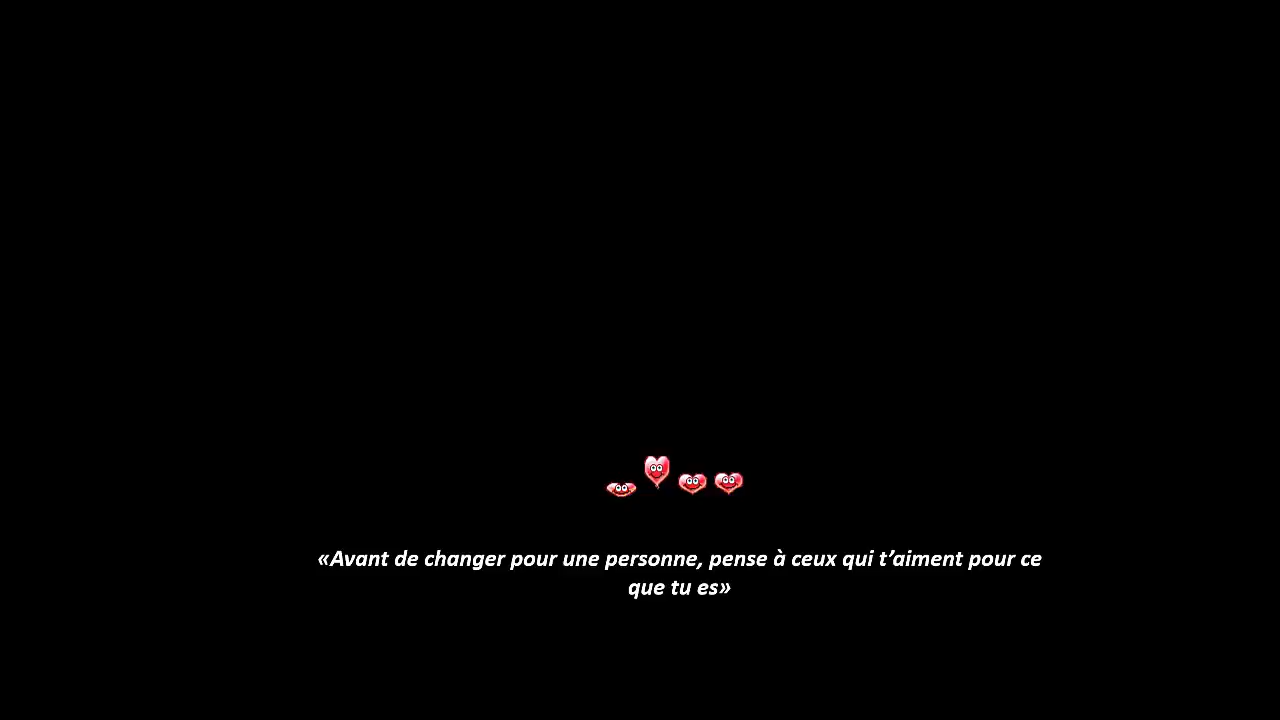 «Avant de changer pour une personne, pense à ceux qui t’aiment pour ce
que tu es»